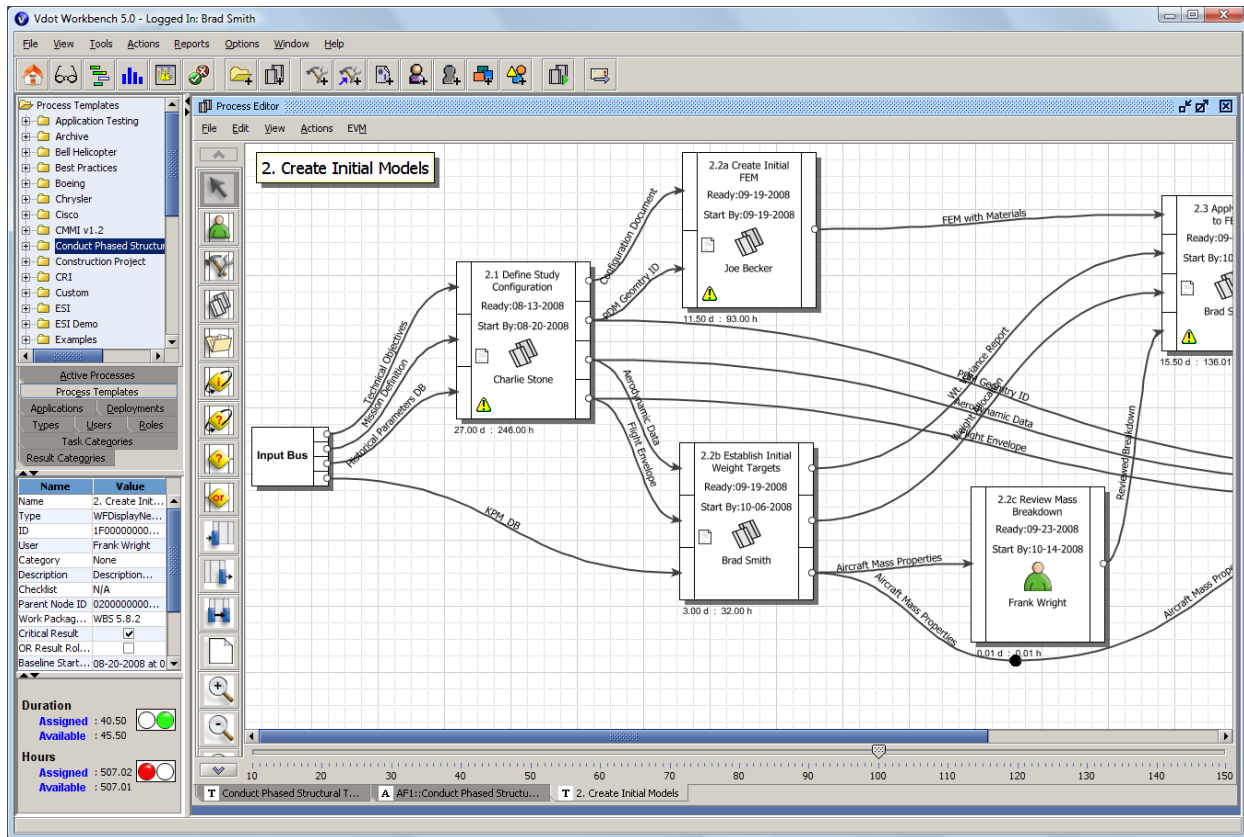 Vdot Workbench 5.0 - Logged In: Brad Smith
File View Tools Actions Reports Options Window Help
Process Templates
Application Testing
Archive
Bell Helicopter
Best Practices
Boeing
Chrysler
Cisco
CMMI v1.2
Conduct Phased Structur
Construction Project
CRI
Custom
ESI
ESI Demo
Examples
Active Processes
Process Templates
Applications Deployments
Types Users Roles
Task Categories
Result Categories
Name Value
Name 2. Create Init...
Type WFDisplayNe...
ID 1F00000000...
User Frank Wright
Category None
Description Description...
Checklist N/A
Parent Node ID 0200000000...
Work Packag... WBS 5.8.2
Critical Result
OR Result Rol...
Baseline Start... 08-20-2008 at 0
Duration
Assigned : 40.50
Available : 45.50
Hours
Assigned : 507.02
Available : 507.01
Process Editor
File Edit View Actions EVM
2. Create Initial Models
Input Bus
Technical Objectives
Mission Definition
Historical Parameters DB
KPM_DB
2.1 Define Study
Configuration
Ready:08-13-2008
Start By:08-20-2008
Charlie Stone
27.00 d : 246.00 h
Configuration Document
PDM Geomtry ID
Aerodynamic Data
Flight Envelope
2.2a Create Initial
FEM
Ready:09-19-2008
Start By:09-19-2008
Joe Becker
11.50 d : 93.00 h
FEM with Materials
2.2b Establish Initial
Weight Targets
Ready:09-19-2008
Start By:10-06-2008
Brad Smith
3.00 d : 32.00 h
Wt. Variance Report
Weight Allocation
PDM Geomtry ID
Aerodynamic Data
Flight Envelope
Aircraft Mass Properties
Aircraft Mass Properties
2.2c Review Mass
Breakdown
Ready:09-23-2008
Start By:10-14-2008
Frank Wright
0.01 d : 0.01 h
Reviewed Breakdown
Aircraft Mass Prope
2.3 Appl
to FE
Ready:09-
Start By:10
Brad S
15.50 d : 136.01
10 20 30 40 50 60 70 80 90 100 110 120 130 140 150
T Conduct Phased Structural T...
A AF1::Conduct Phased Structu...
T 2. Create Initial Models